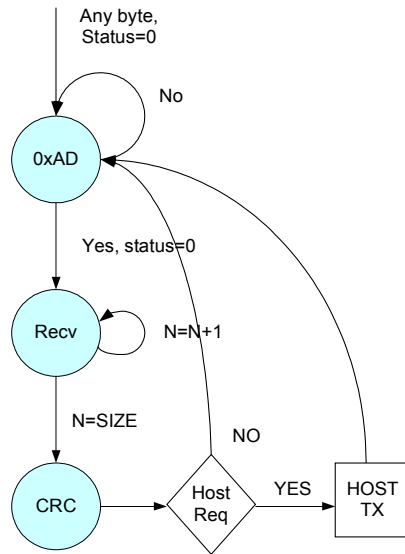 Any byte,
Status=0
No
0xAD
Yes, status=0
Recv
N=N+1
N=SIZE
NO
CRC
Host
Req
YES
HOST
TX